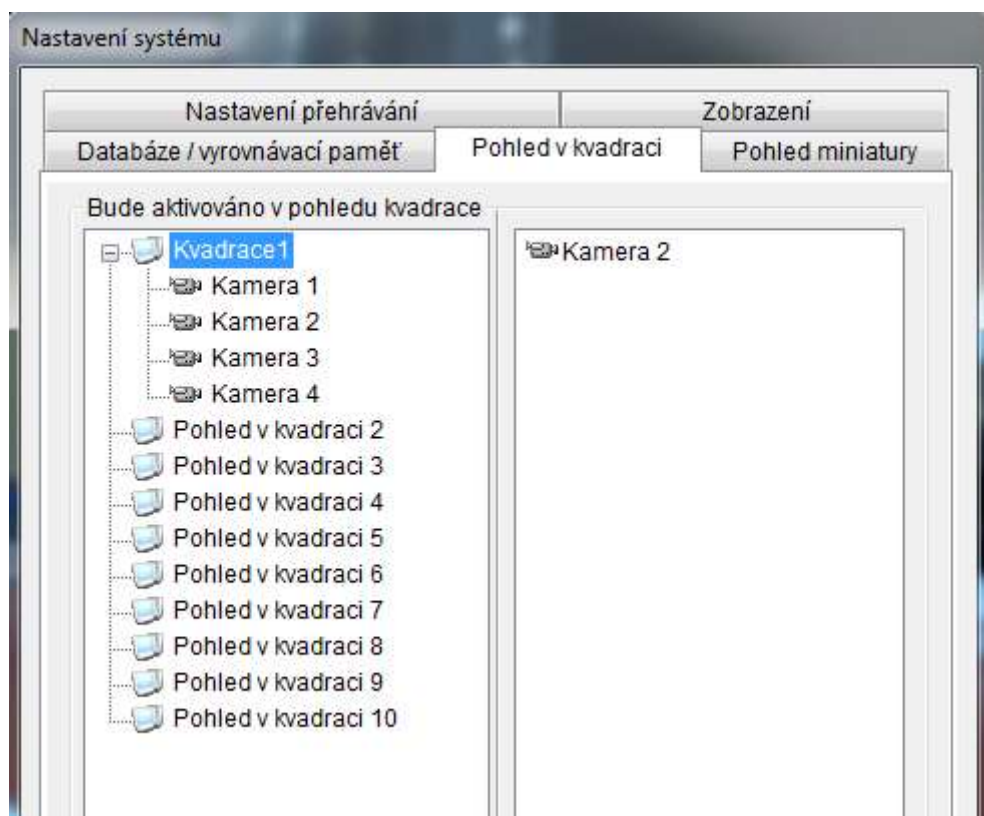 Nastavení systému
Nastavení přehrávání
Zobrazení
Databáze / vyrovnávací paměť
Pohled v kvadraci
Pohled miniatury
Bude aktivováno v pohledu kvadrace
Kvadrace1
Kamera 1
Kamera 2
Kamera 3
Kamera 4
Pohled v kvadraci 2
Pohled v kvadraci 3
Pohled v kvadraci 4
Pohled v kvadraci 5
Pohled v kvadraci 6
Pohled v kvadraci 7
Pohled v kvadraci 8
Pohled v kvadraci 9
Pohled v kvadraci 10
Kamera 2